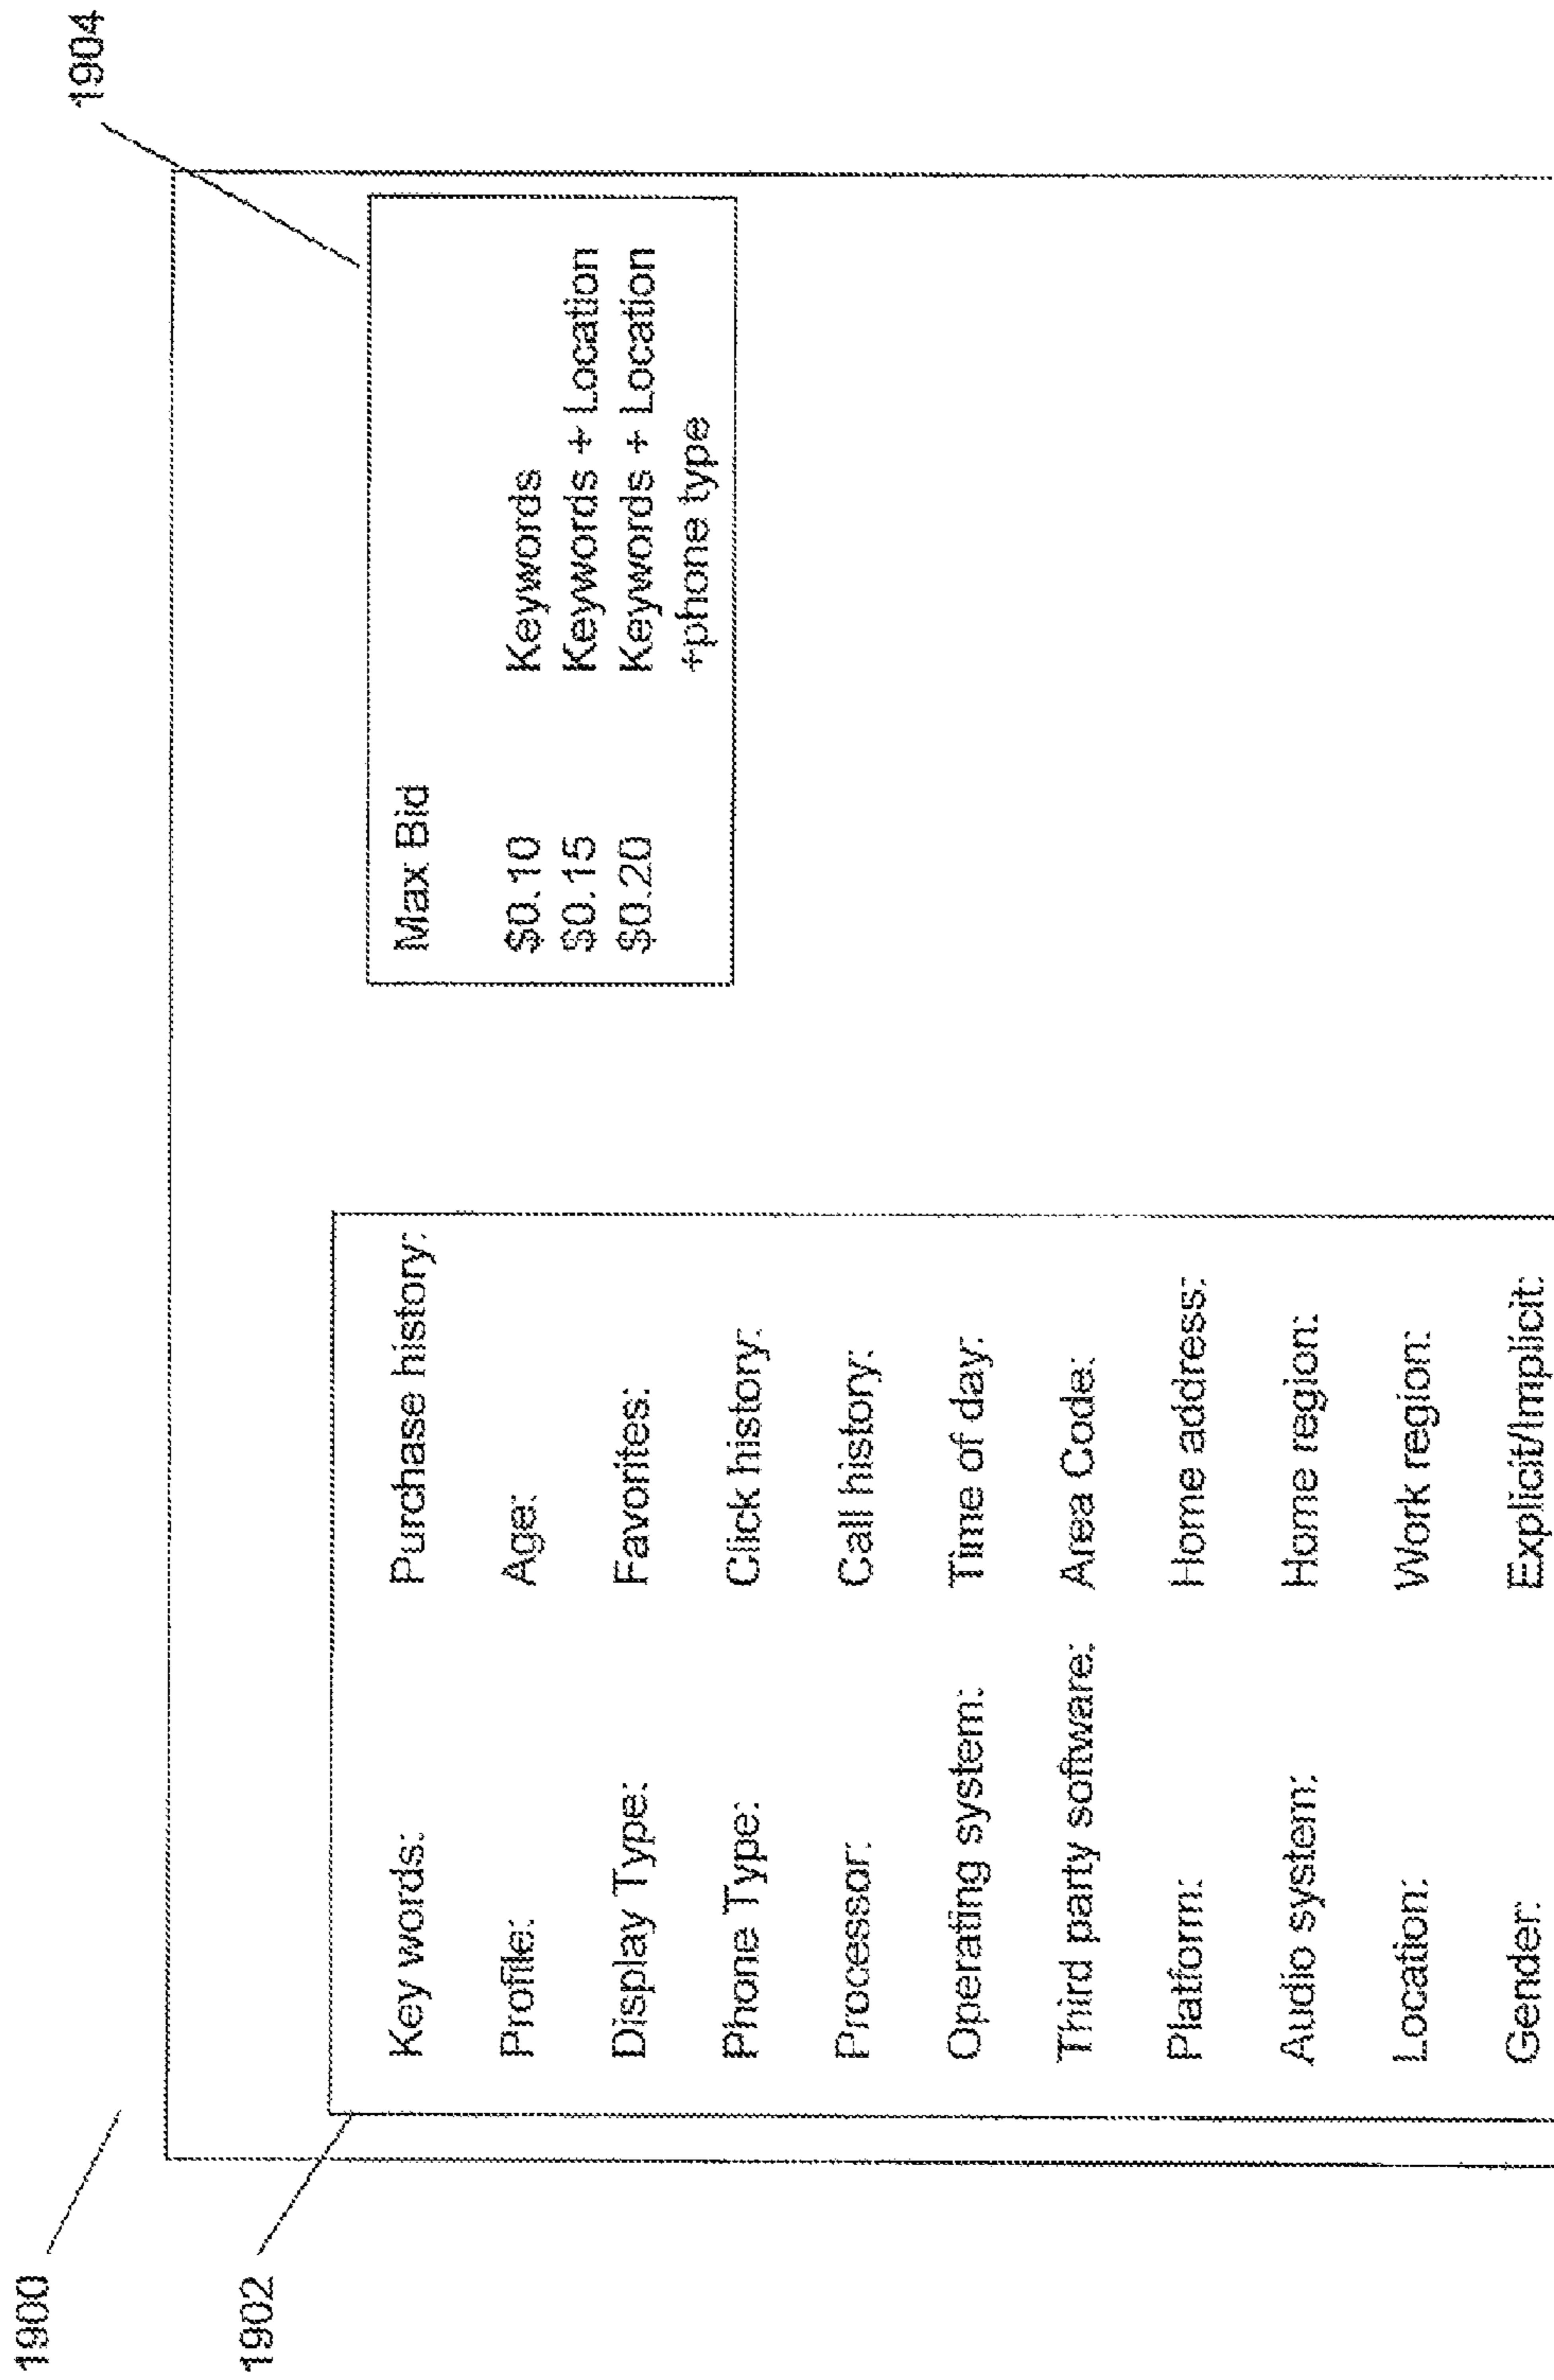 1900
1902
1904
Key words:
Purchase history:
Profile:
Age:
Display Type:
Favorites:
Phone Type:
Click history:
Processor:
Call history:
Operating system:
Time of day:
Third party software:
Area Code:
Platform:
Home address:
Audio system:
Home region:
Location:
Work region:
Gender:
Explicit/Implicit:
Max Bid
$0.10 Keywords
$0.15 Keywords + Location
$0.20 Keywords + Location
+phone type